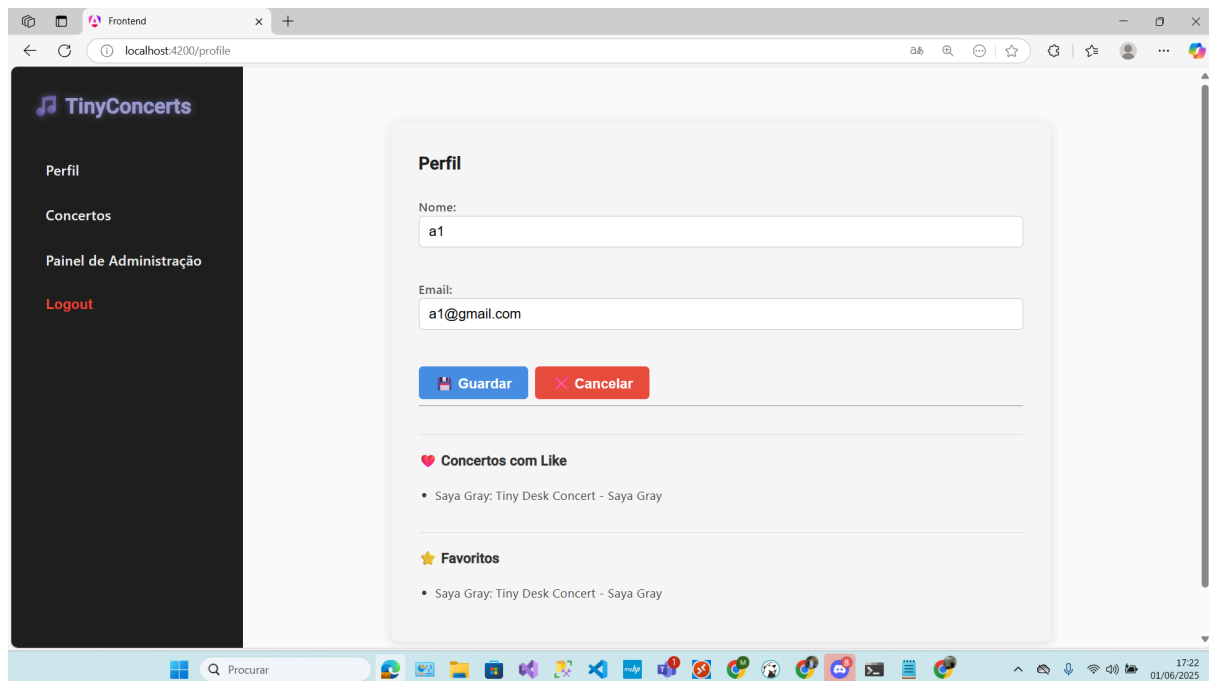 Frontend
localhost:4200/profile
TinyConcerts
Perfil
Concertos
Painel de Administração
Logout
Perfil
Nome:
a1
Email:
a1@gmail.com
Guardar
Cancelar
Concertos com Like
• Saya Gray: Tiny Desk Concert - Saya Gray
Favoritos
• Saya Gray: Tiny Desk Concert - Saya Gray
Procurar
17:22
01/06/2025